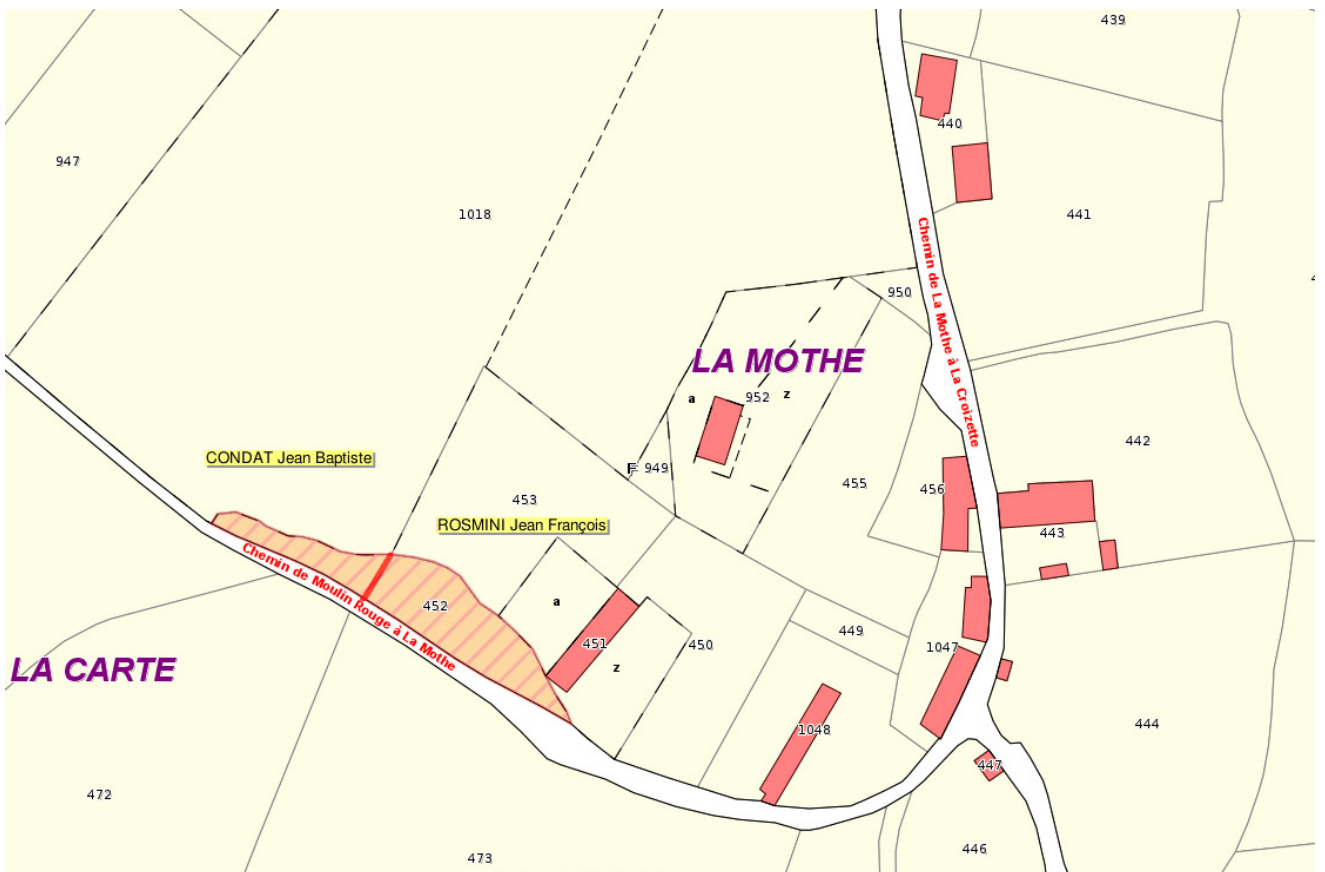 439
440
947
1018
441
Chemin de La Mothe à La Croizette
950
LA MOTHE
a
952
z
442
CONDAT Jean Baptiste
F
949
453
455
456
ROSMINI Jean François
443
Chemin de Moulin Rouge à La Mothe
452
a
451
450
449
1047
z
LA CARTE
1048
444
447
472
473
446